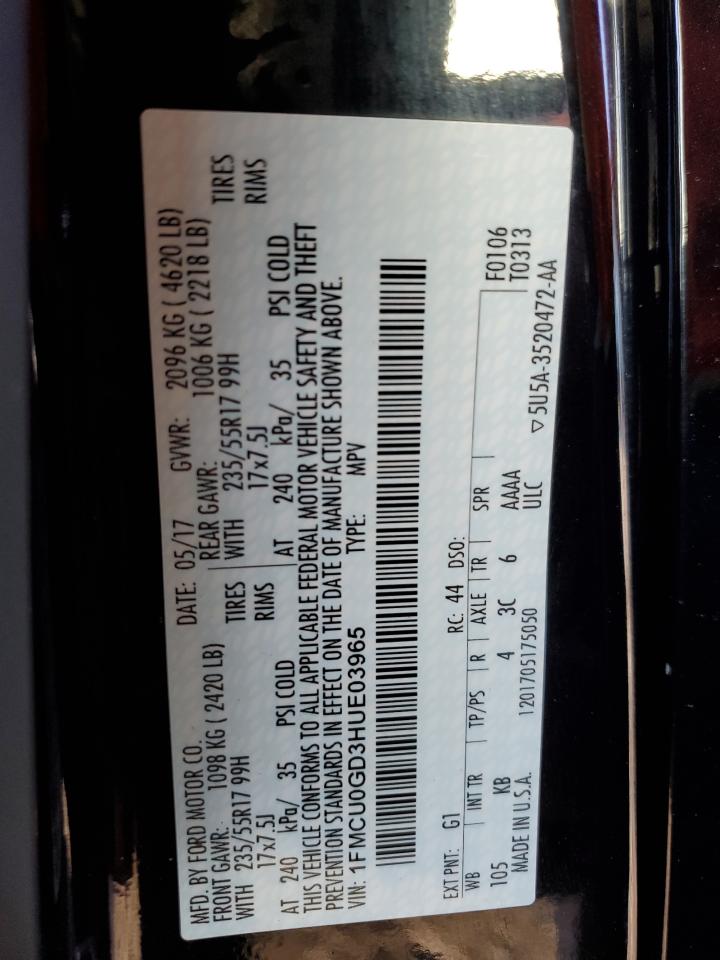 MFD. BY FORD MOTOR CO. DATE: 05/17 GVWR: 2096 KG ( 4620 LB)
FRONT GAWR: 1098 KG ( 2420 LB) REAR GAWR: 1006 KG ( 2218 LB)
WITH 235/55R17 99H TIRES WITH 235/55R17 99H TIRES
17x7.5J RIMS 17x7.5J RIMS
AT 240 kPa/ 35 PSI COLD AT 240 kPa/ 35 PSI COLD
THIS VEHICLE CONFORMS TO ALL APPLICABLE FEDERAL MOTOR VEHICLE SAFETY AND THEFT
PREVENTION STANDARDS IN EFFECT ON THE DATE OF MANUFACTURE SHOWN ABOVE.
VIN: 1FMCU0GD3HUE03965 TYPE: MPV
EXT PNT: G1 RC: 44 DSO: F0106
WB INT TR TP/PS R AXLE TR SPR T0313
105 KB 4 3C 6 AAAA
MADE IN U.S.A. 1201705175050 ULC ▽5U5A-3520472-AA